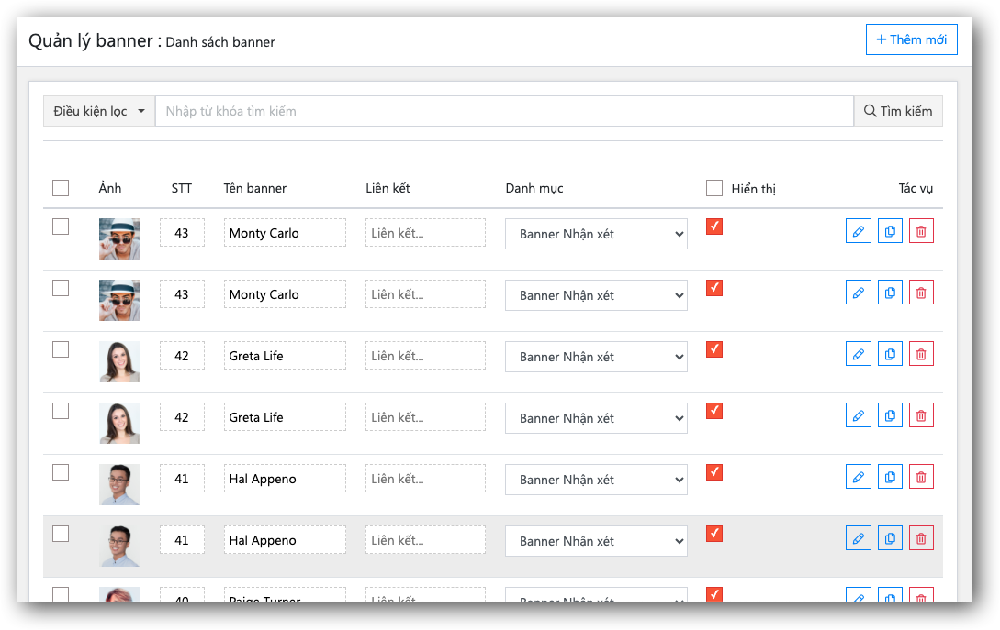 Quản lý banner : Danh sách banner
+ Thêm mới
Điều kiện lọc Nhập từ khóa tìm kiếm Tìm kiếm
Ảnh STT Tên banner Liên kết Danh mục Hiển thị Tác vụ
43 Monty Carlo Liên kết... Banner Nhận xét
43 Monty Carlo Liên kết... Banner Nhận xét
42 Greta Life Liên kết... Banner Nhận xét
42 Greta Life Liên kết... Banner Nhận xét
41 Hal Appeno Liên kết... Banner Nhận xét
41 Hal Appeno Liên kết... Banner Nhận xét
40 Paige Turner Liên kết... Banner Nhận xét